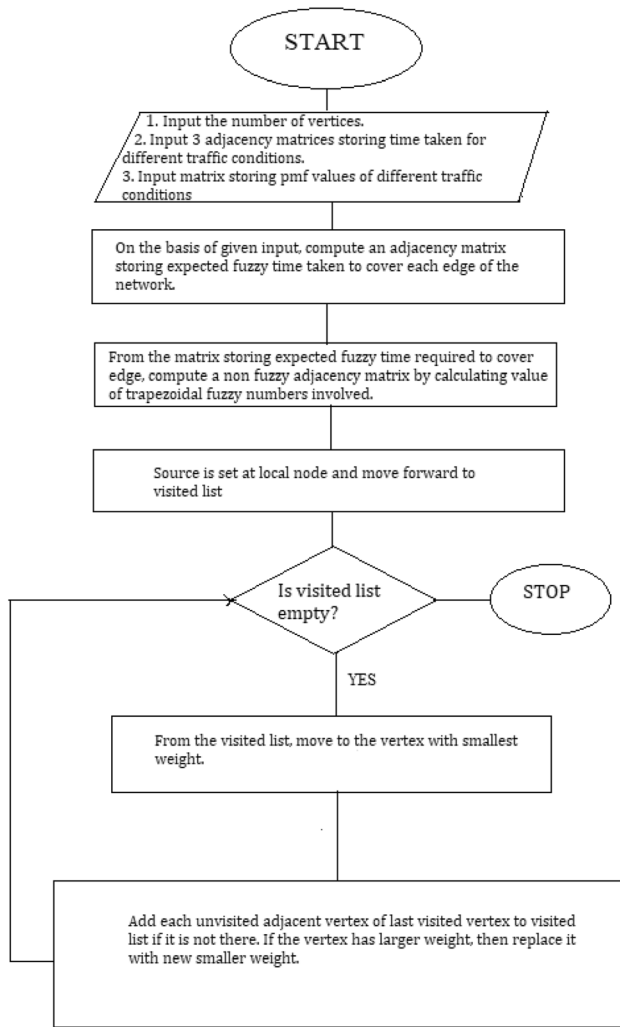 START
1. Input the number of vertices.
2. Input 3 adjacency matrices storing time taken for
different traffic conditions.
3. Input matrix storing pmf values of different traffic
conditions
On the basis of given input, compute an adjacency matrix
storing expected fuzzy time taken to cover each edge of the
network.
From the matrix storing expected fuzzy time required to cover
edge, compute a non fuzzy adjacency matrix by calculating value
of trapezoidal fuzzy numbers involved.
Source is set at local node and move forward to
visited list
Is visited list
empty?
STOP
YES
From the visited list, move to the vertex with smallest
weight.
Add each unvisited adjacent vertex of last visited vertex to visited
list if it is not there. If the vertex has larger weight, then replace it
with new smaller weight.